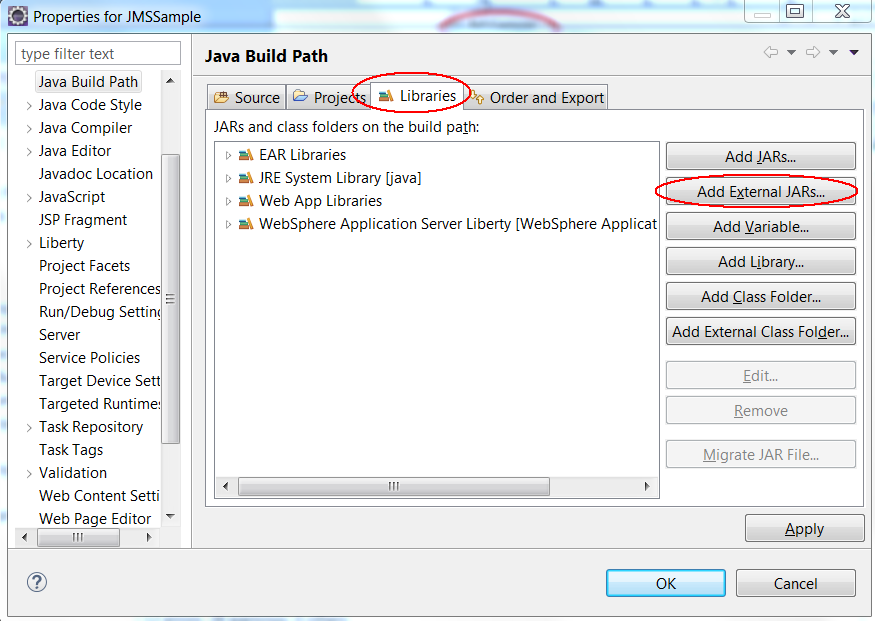 Properties for JMSSample
type filter text
Java Build Path
Java Code Style
Java Compiler
Java Editor
Javadoc Location
JavaScript
JSP Fragment
Liberty
Project Facets
Project References
Run/Debug Setting
Server
Service Policies
Target Device Sett
Targeted Runtimes
Task Repository
Task Tags
Validation
Web Content Setti
Web Page Editor
Java Build Path
Source Projects Libraries Order and Export
JARs and class folders on the build path:
EAR Libraries
JRE System Library [java]
Web App Libraries
WebSphere Application Server Liberty [WebSphere Applicat
Add JARs...
Add External JARs...
Add Variable...
Add Library...
Add Class Folder...
Add External Class Folder...
Edit...
Remove
Migrate JAR File...
Apply
?
OK Cancel